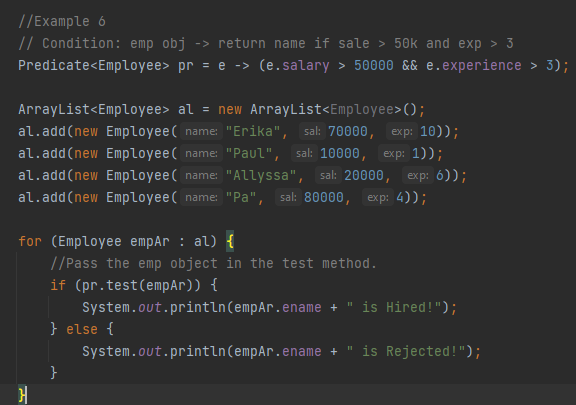 //Example 6
// Condition: emp obj -> return name if sale > 50k and exp > 3
Predicate<Employee> pr = e -> (e.salary > 50000 && e.experience > 3);
ArrayList<Employee> al = new ArrayList<Employee>();
al.add(new Employee( name: "Erika", sal: 70000, exp: 10));
al.add(new Employee( name: "Paul", sal: 10000, exp: 1));
al.add(new Employee( name: "Allyssa", sal: 20000, exp: 6));
al.add(new Employee( name: "Pa", sal: 80000, exp: 4));
for (Employee empAr : al) {
//Pass the emp object in the test method.
if (pr.test(empAr)) {
System.out.println(empAr.ename + " is Hired!");
} else {
System.out.println(empAr.ename + " is Rejected!");
}
}